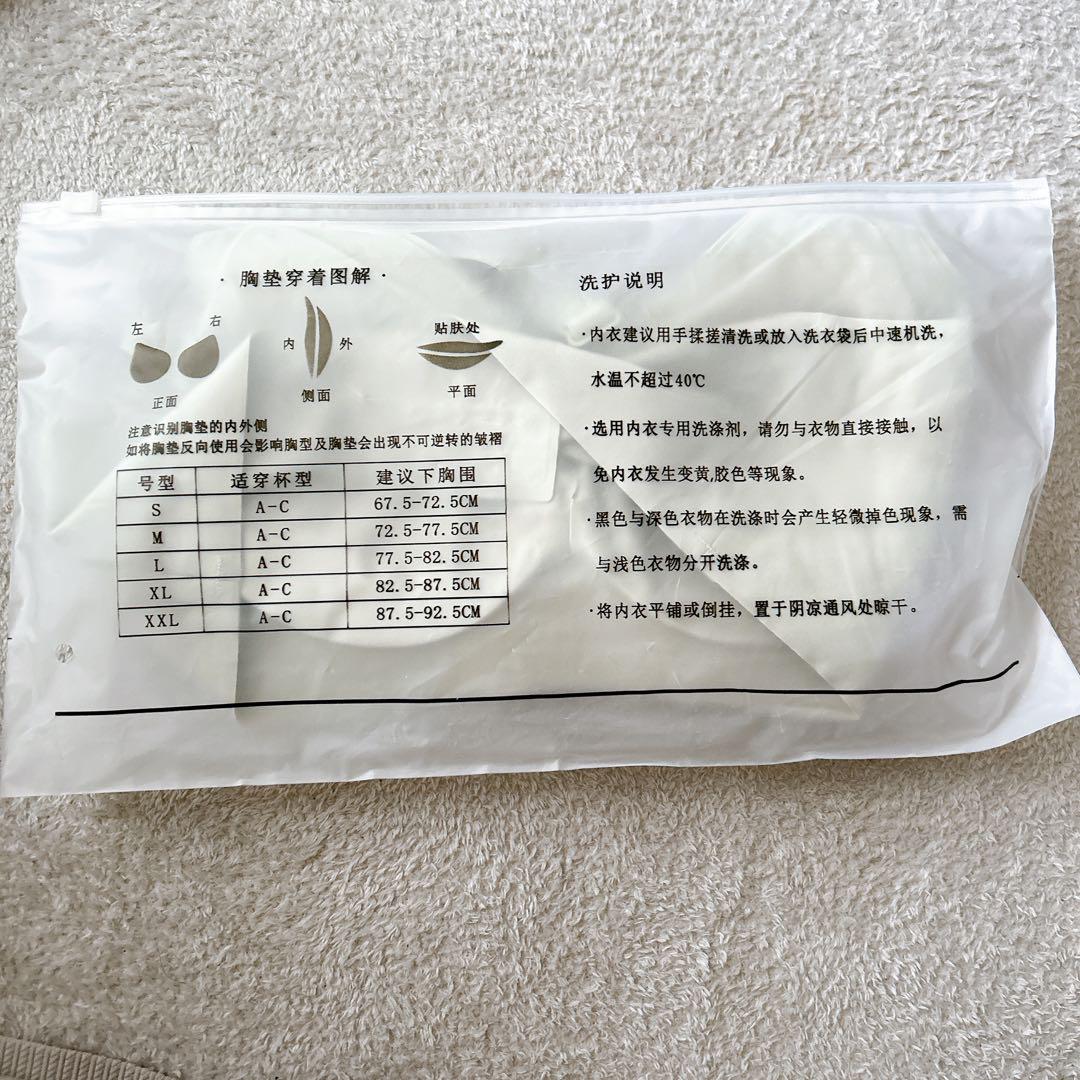 ·胸垫穿着图解·
左 右
正面
内 外
侧面
贴肤处
平面
注意识别胸垫的内外侧
如将胸垫反向使用会影响胸型及胸垫会出现不可逆转的皱褶
号型 适穿杯型 建议下胸围
S A-C 67.5-72.5CM
M A-C 72.5-77.5CM
L A-C 77.5-82.5CM
XL A-C 82.5-87.5CM
XXL A-C 87.5-92.5CM
洗护说明
·内衣建议用手揉搓清洗或放入洗衣袋后中速机洗，
水温不超过40℃
·选用内衣专用洗涤剂，请勿与衣物直接接触，以
免内衣发生变黄,胶色等现象。
·黑色与深色衣物在洗涤时会产生轻微掉色现象，需
与浅色衣物分开洗涤。
·将内衣平铺或倒挂，置于阴凉通风处晾干。